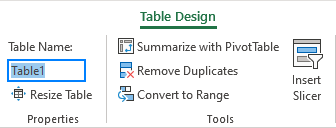 Table Design
Table Name:
Table1
Resize Table
Properties
Summarize with PivotTable
Remove Duplicates
Convert to Range
Insert
Slicer
Tools